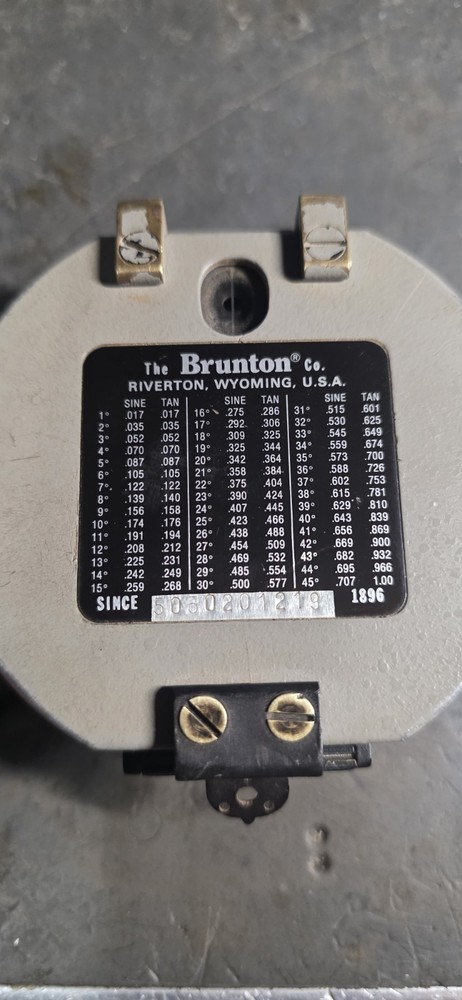 The Brunton® Co.
RIVERTON, WYOMING, U.S.A.
SINE TAN SINE TAN SINE TAN
1° .017 .017 16° .275 .286 31° .515 .601
2° .035 .035 17° .292 .306 32° .530 .625
3° .052 .052 18° .309 .325 33° .545 .649
4° .070 .070 19° .325 .344 34° .559 .674
5° .087 .087 20° .342 .364 35° .573 .700
6° .105 .105 21° .358 .384 36° .588 .726
7° .122 .122 22° .375 .404 37° .602 .753
8° .139 .140 23° .390 .424 38° .615 .781
9° .156 .158 24° .407 .445 39° .629 .810
10° .174 .176 25° .423 .466 40° .643 .839
11° .191 .194 26° .438 .488 41° .656 .869
12° .208 .212 27° .454 .509 42° .669 .900
13° .225 .231 28° .469 .532 43° .682 .932
14° .242 .249 29° .485 .554 44° .695 .966
15° .259 .268 30° .500 .577 45° .707 1.00
SINCE 5080201219 1896